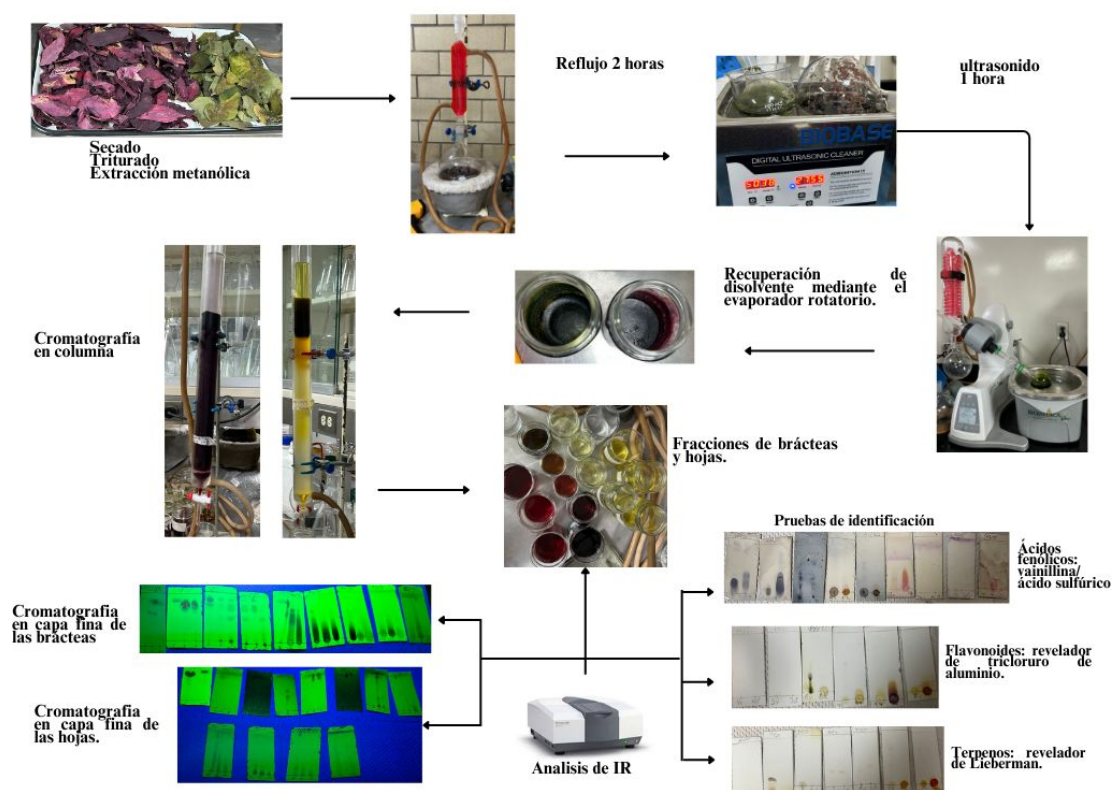 Secado
Triturado
Extracción metanólica
Reflujo 2 horas
BIOBASE
DIGITAL ULTRASONIC CLEANER
ultrasonido
1 hora
Recuperación de
disolvente mediante el
evaporador rotatorio.
Cromatografía
en columna
Fracciones de brácteas
y hojas.
Pruebas de identificación
Ácidos
fenólicos:
vainillina/
ácido sulfúrico
Cromatografia
en capa fina de
las brácteas
Flavonoides: revelador
de tricloruro de
aluminio.
Cromatografia
en capa fina de
las hojas.
Analisis de IR
Terpenos: revelador
de Lieberman.